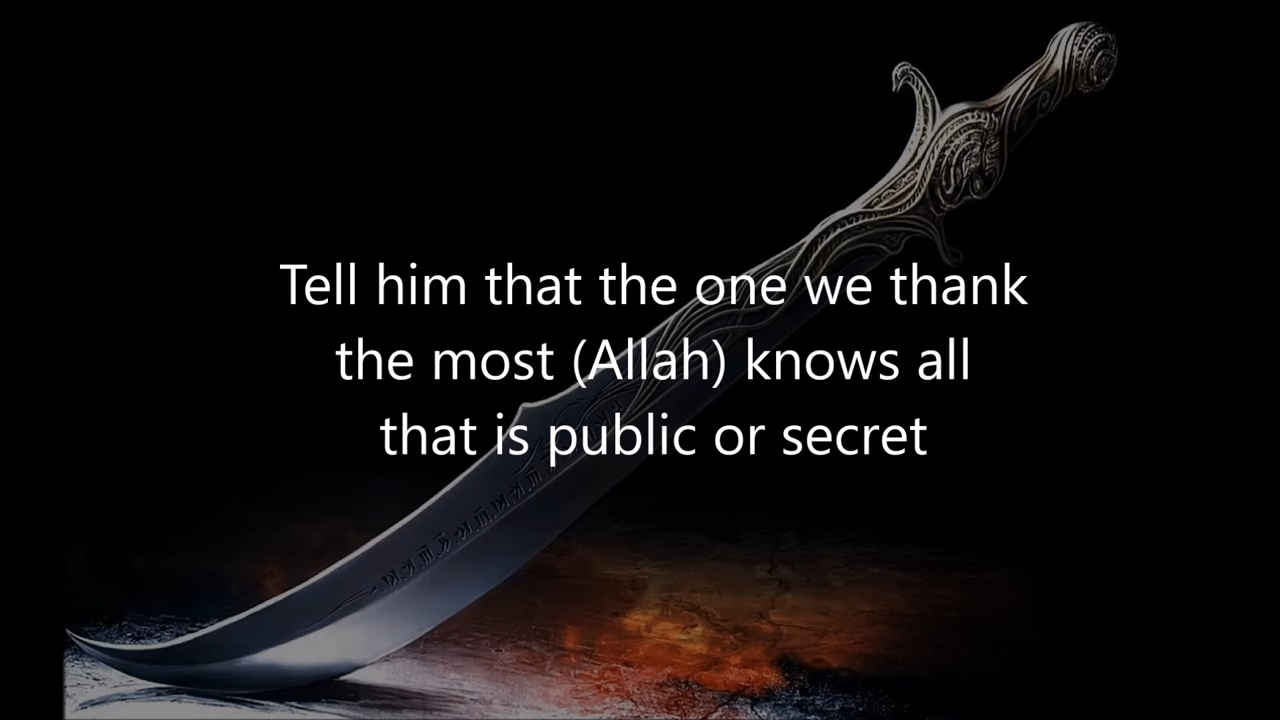 Tell him that the one we thank
the most (Allah) knows all
that is public or secret